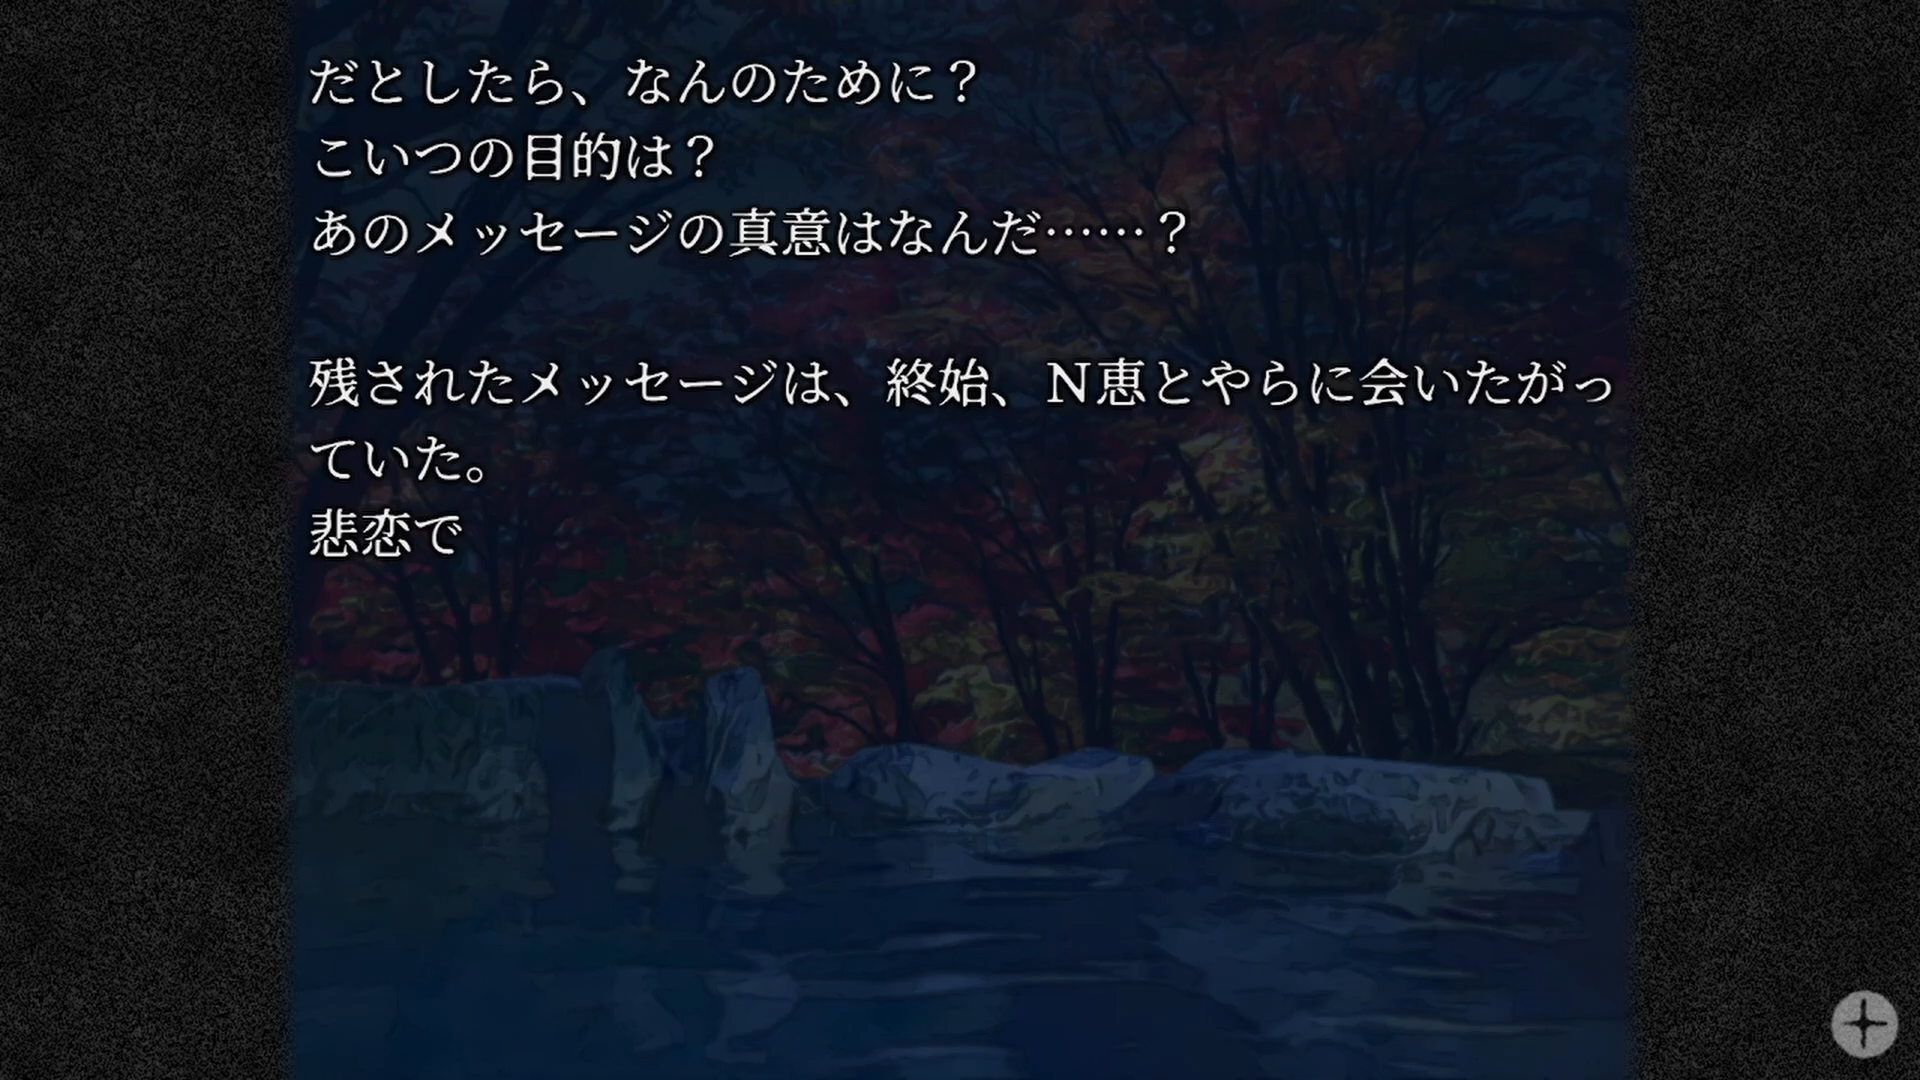 だとしたら、なんのために？
こいつの目的は？
あのメッセージの真意はなんだ……？
残されたメッセージは、終始、Ｎ恵とやらに会いたがっ
ていた。
悲恋で